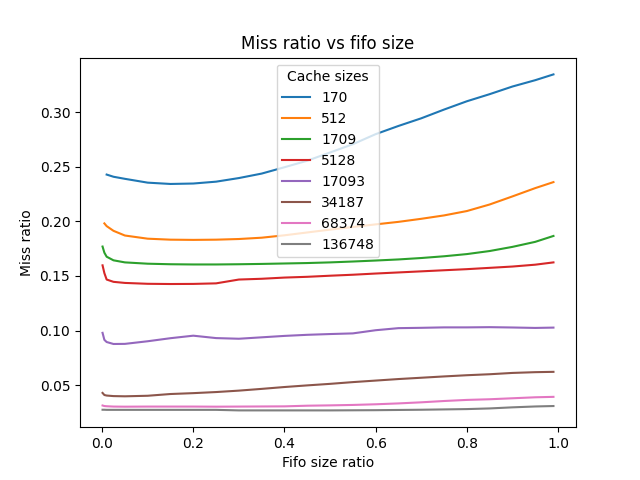 Miss ratio vs fifo size
Cache sizes
170
512
1709
5128
17093
34187
68374
136748
Miss ratio
0.30
0.25
0.20
0.15
0.10
0.05
0.0 0.2 0.4 0.6 0.8 1.0
Fifo size ratio